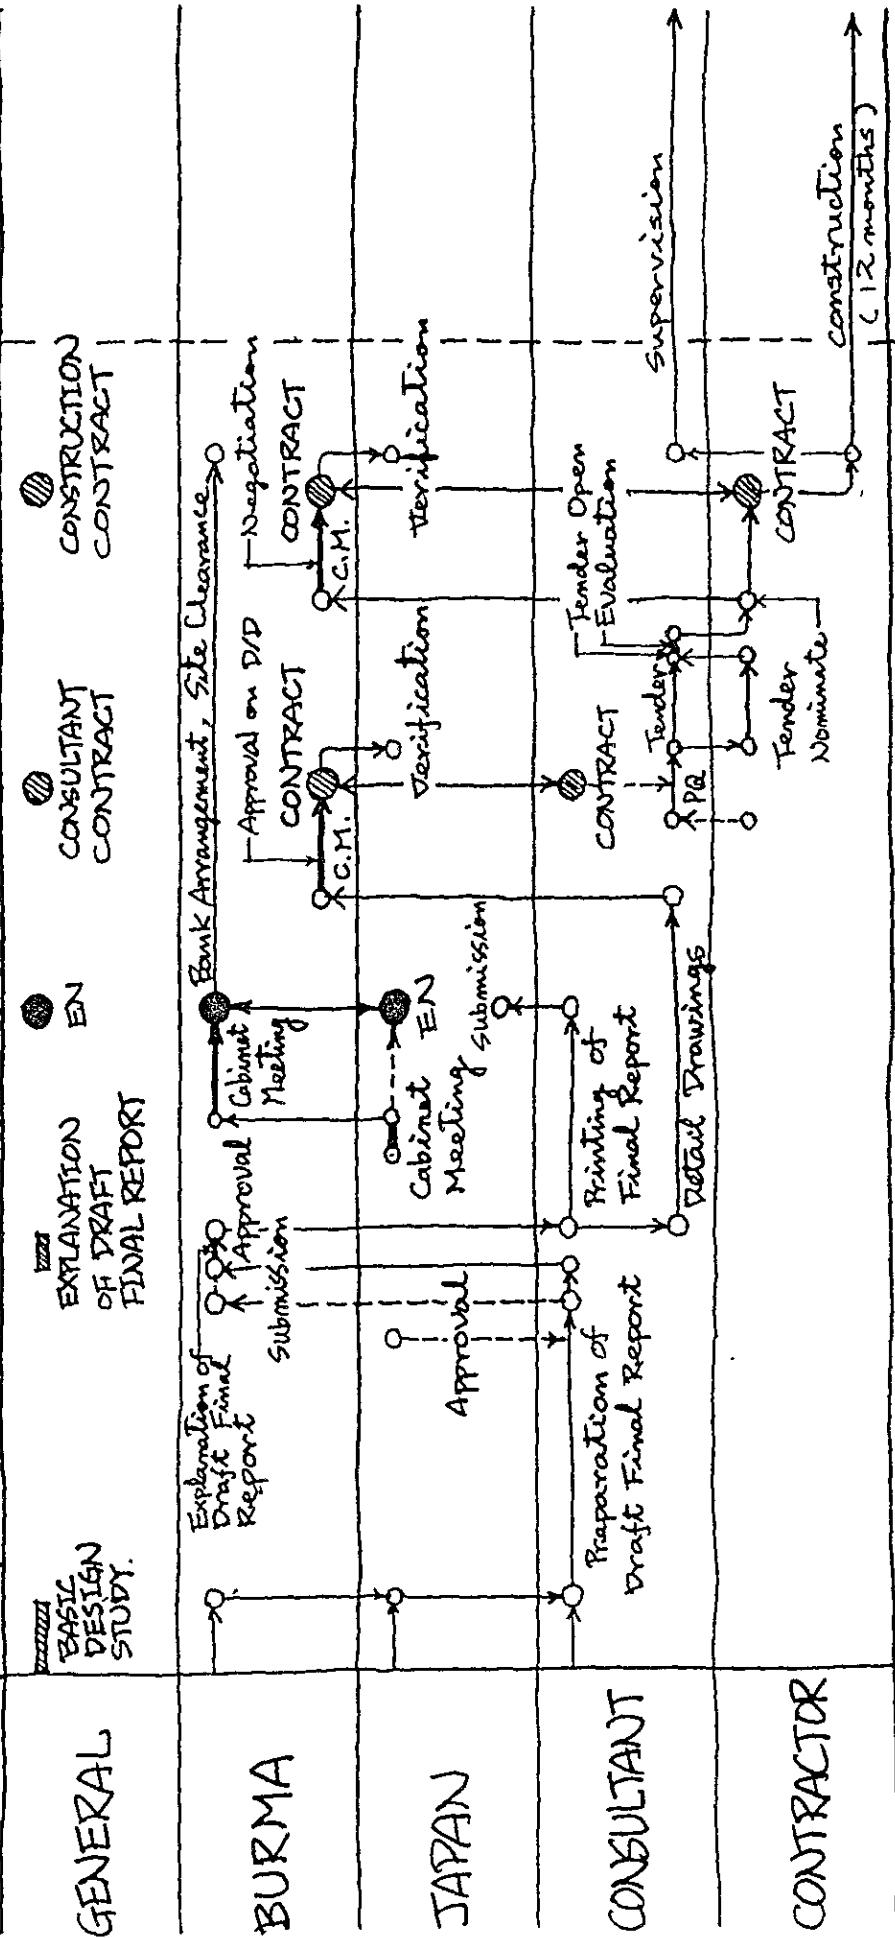 GENERAL
BASIC
DESIGN
STUDY.
EXPLANATION
OF DRAFT
FINAL REPORT
EN
CONSULTANT
CONTRACT
CONSTRUCTION
CONTRACT
BURMA
Explanation of
Draft Final
Report
Submission
Approval
Cabinet
Meeting
Bank Arrangement, Site Clearance
C.M.
Approval on D/D
CONTRACT
C.M.
Negotiation
CONTRACT
JAPAN
Approval
Cabinet
Meeting
EN
Submission
Verification
Verification
CONSULTANT
Praparation of
Draft Final Report
Printing of
Final Report
Detail Drawings
CONTRACT
PQ
Tender
Tender Open
Evaluation
Supervision
CONTRACTOR
Tender
Nominate
CONTRACT
Construction
(12 months)